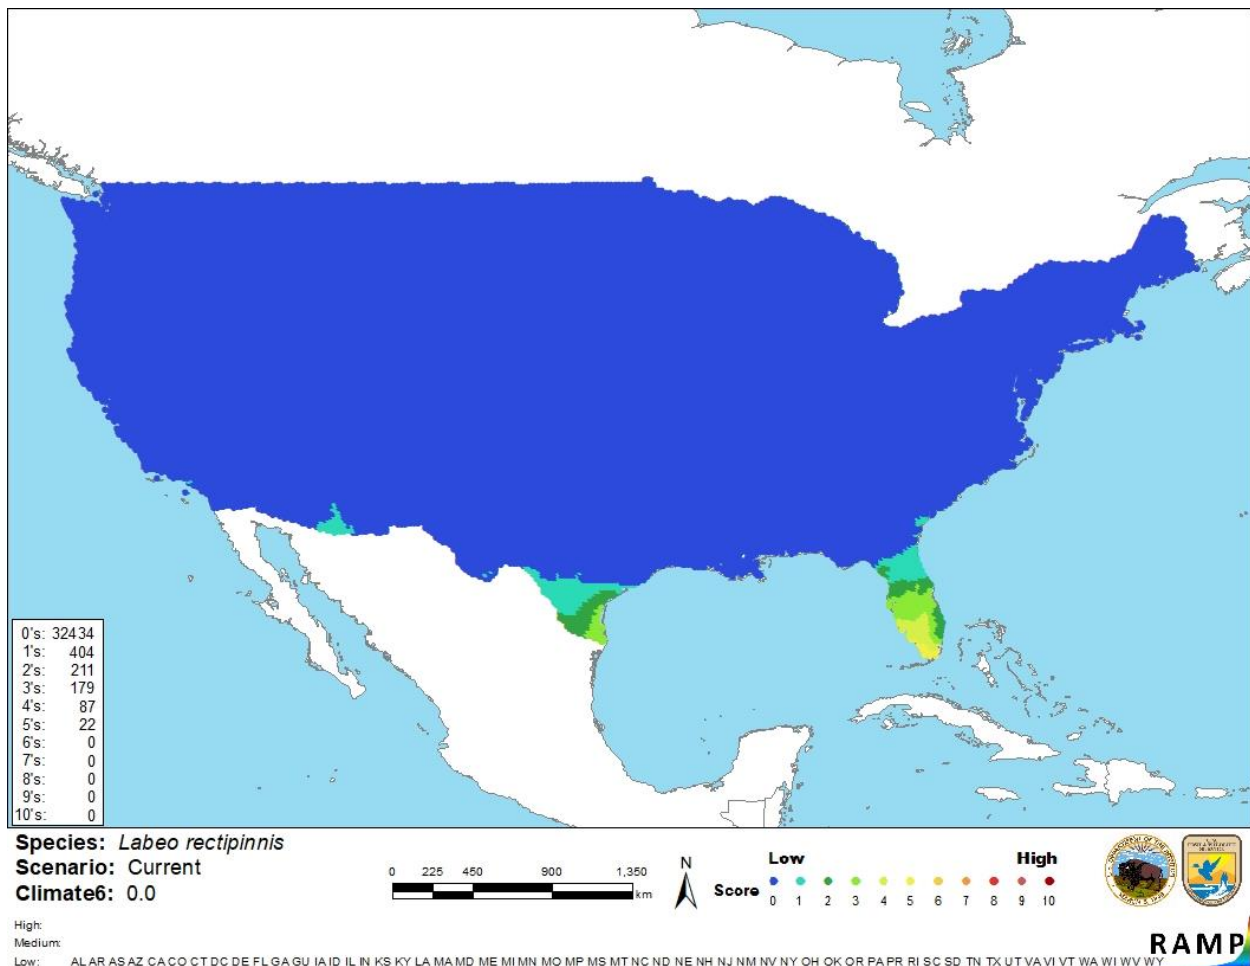 0's: 32434
1's: 404
2's: 211
3's: 179
4's: 87
5's: 22
6's: 0
7's: 0
8's: 0
9's: 0
10's: 0
Species: Labeo rectipinnis
Scenario: Current
Climate6: 0.0
0 225 450 900 1,350
km
N
Low High
Score
0 1 2 3 4 5 6 7 8 9 10
High:
Medium:
Low: AL AR AS AZ CA CO CT DC DE FL GA GU IA ID IL IN KS KY LA MA MD ME MI MN MO MP MS MT NC ND NE NH NJ NM NV NY OH OK OR PA PR RI SC SD TN TX UT VA VI VT WA WI WV WY
RAMP